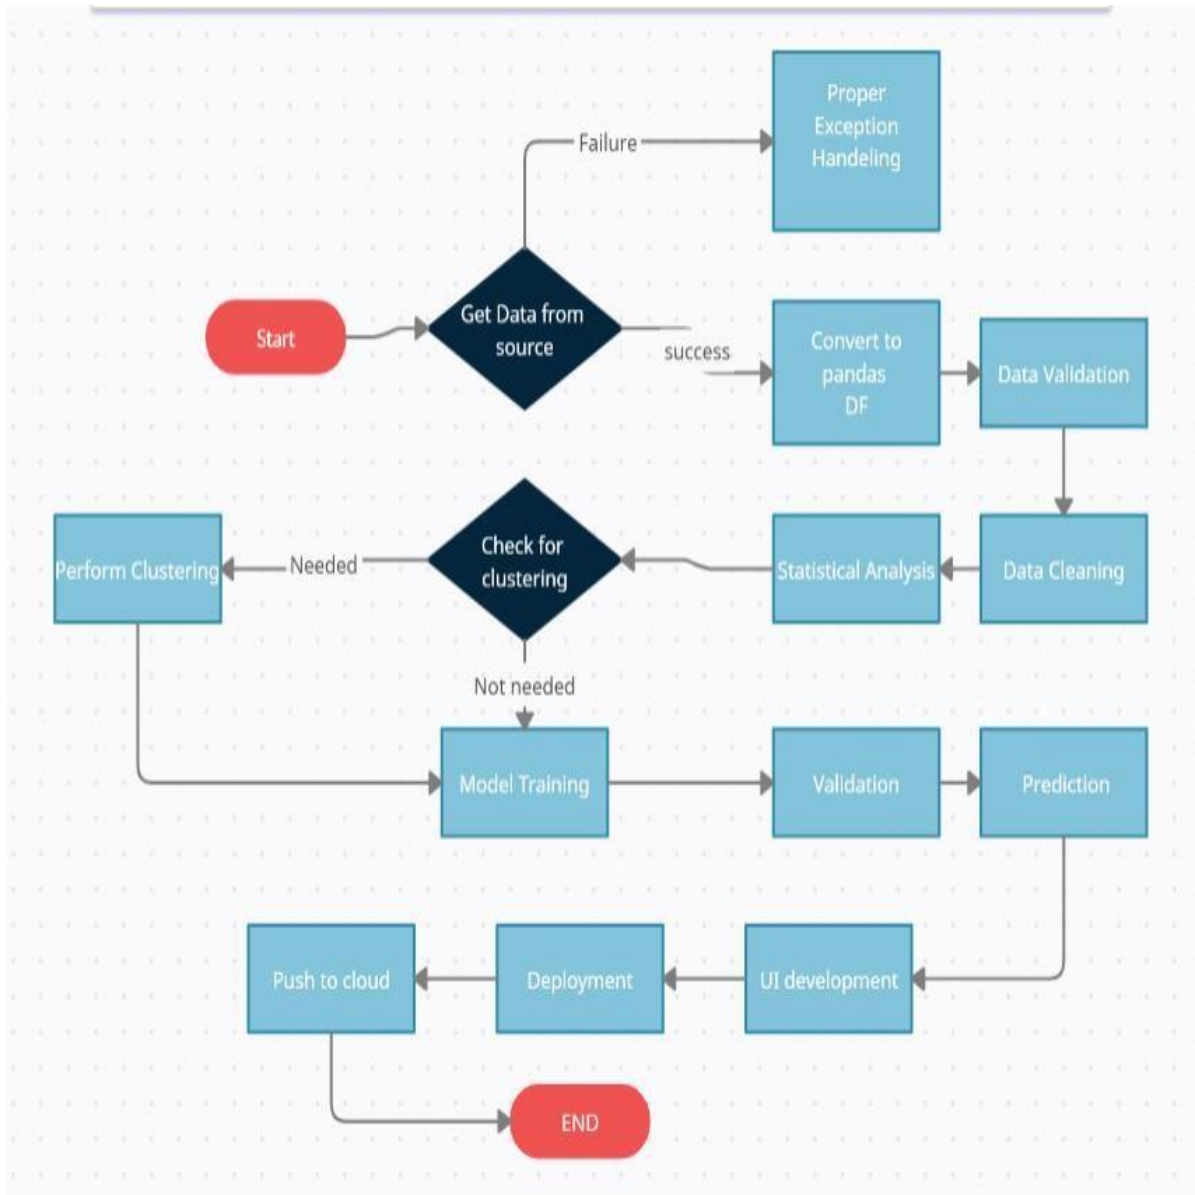 Proper
Exception
Handeling
Failure
Start
Get Data from
source
success
Convert to
pandas
DF
Data Validation
Perform Clustering
Needed
Check for
clustering
Statistical Analysis
Data Cleaning
Not needed
Model Training
Validation
Prediction
Push to cloud
Deployment
UI development
END